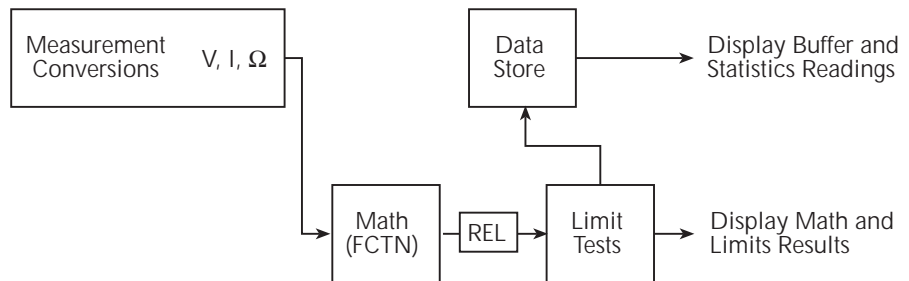 Measurement
Conversions
V, I, Ω
Data
Store
Display Buffer and
Statistics Readings
Math
(FCTN)
REL
Limit
Tests
Display Math and
Limits Results